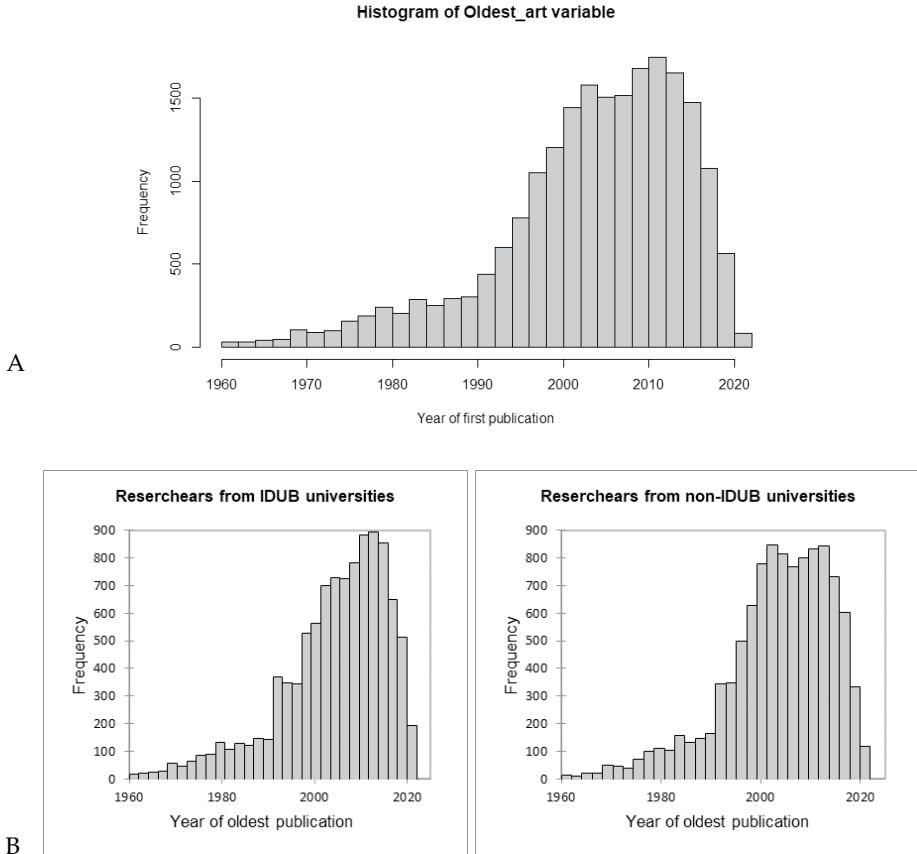 Histogram of Oldest_art variable
1500
1000
500
0
Frequency
1960 1970 1980 1990 2000 2010 2020
Year of first publication
A
Reserchears from IDUB universities
900
800
700
600
500
400
300
200
100
0
Frequency
1960 1980 2000 2020
Year of oldest publication
Reserchears from non-IDUB universities
900
800
700
600
500
400
300
200
100
0
Frequency
1960 1980 2000 2020
Year of oldest publication
B